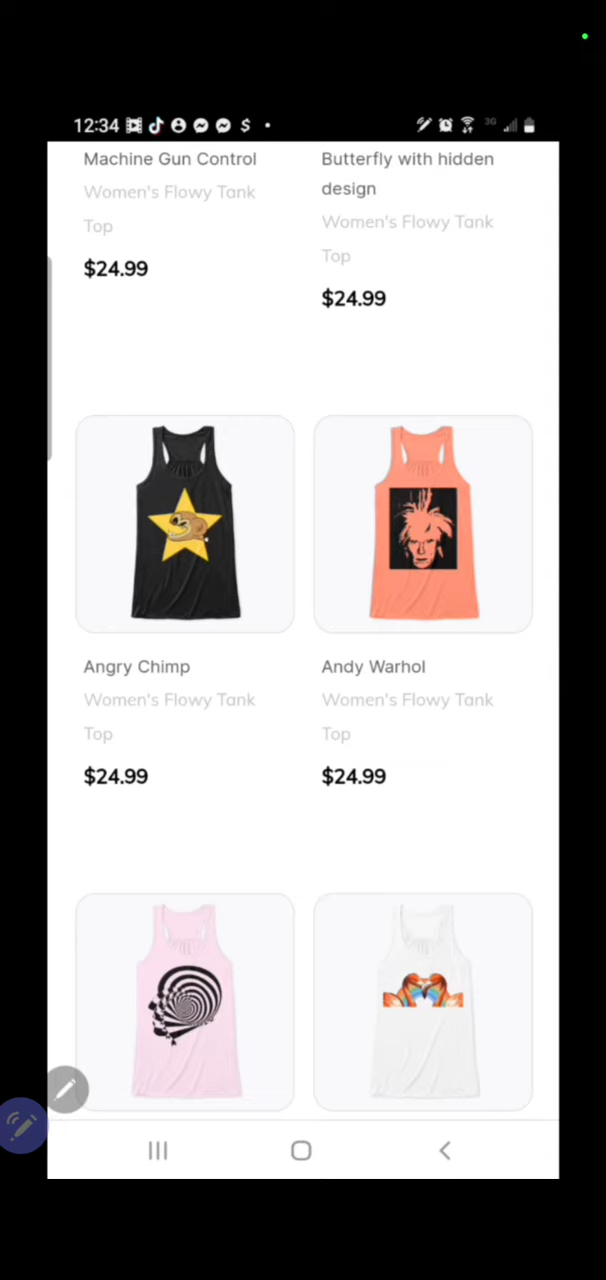 12:34 $ 3G
Machine Gun Control
Women's Flowy Tank
Top
$24.99
Butterfly with hidden
design
Women's Flowy Tank
Top
$24.99
Angry Chimp
Women's Flowy Tank
Top
$24.99
Andy Warhol
Women's Flowy Tank
Top
$24.99